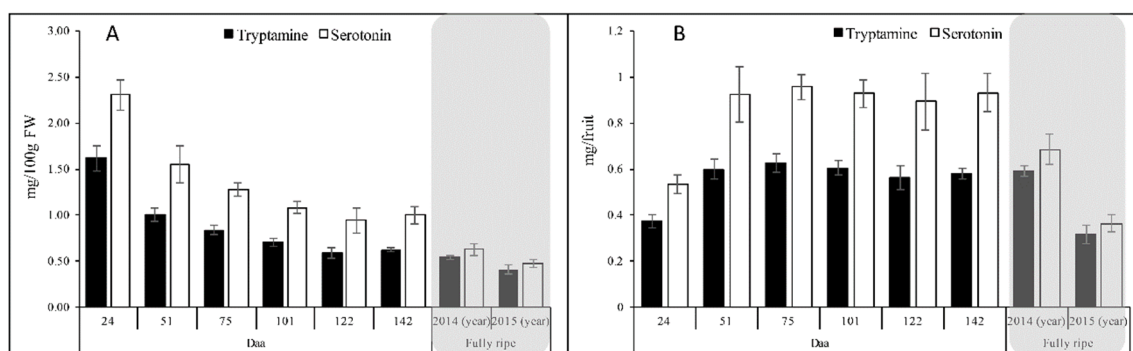 A
Tryptamine Serotonin
mg/100g FW
3.00
2.50
2.00
1.50
1.00
0.50
0.00
24 51 75 101 122 142 2014 (year) 2015 (year)
Daa Fully ripe
B
Tryptamine Serotonin
mg/fruit
1.2
1
0.8
0.6
0.4
0.2
0
24 51 75 101 122 142 2014 (year) 2015 (year)
Daa Fully ripe